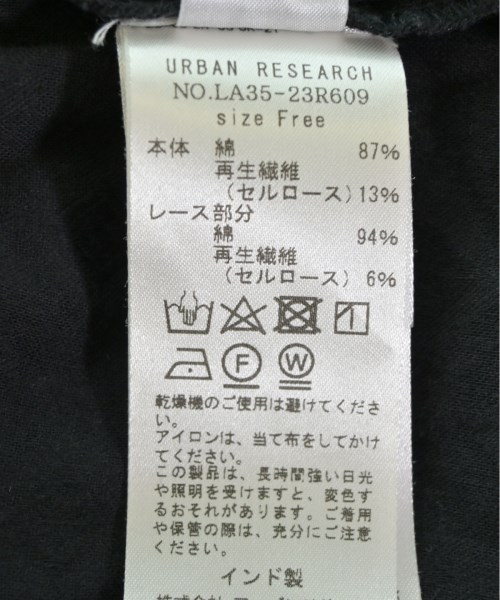 URBAN RESEARCH
NO.LA35-23R609
size Free
本体 綿 87%
再生繊維
(セルロース)13%
レース部分
綿 94%
再生繊維
(セルロース) 6%
F W
乾燥機のご使用は避けてくださ
い。
アイロンは、当て布をしてかけ
てください。
この製品は、長時間強い日光
や照明を受けますと、変色す
るおそれがあります。ご着用
や保管の際は、充分にご注意
ください。
インド製